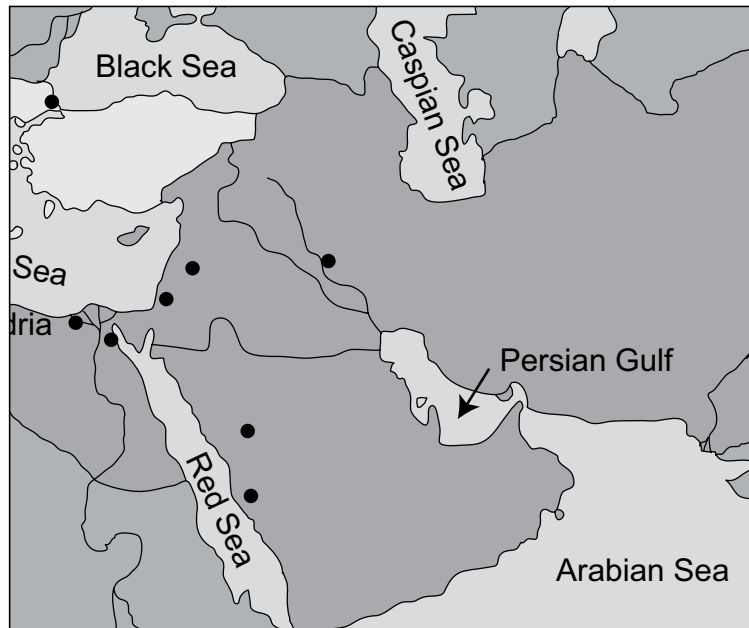 Black Sea
Caspian Sea
Sea
dria
Persian Gulf
Red Sea
Arabian Sea